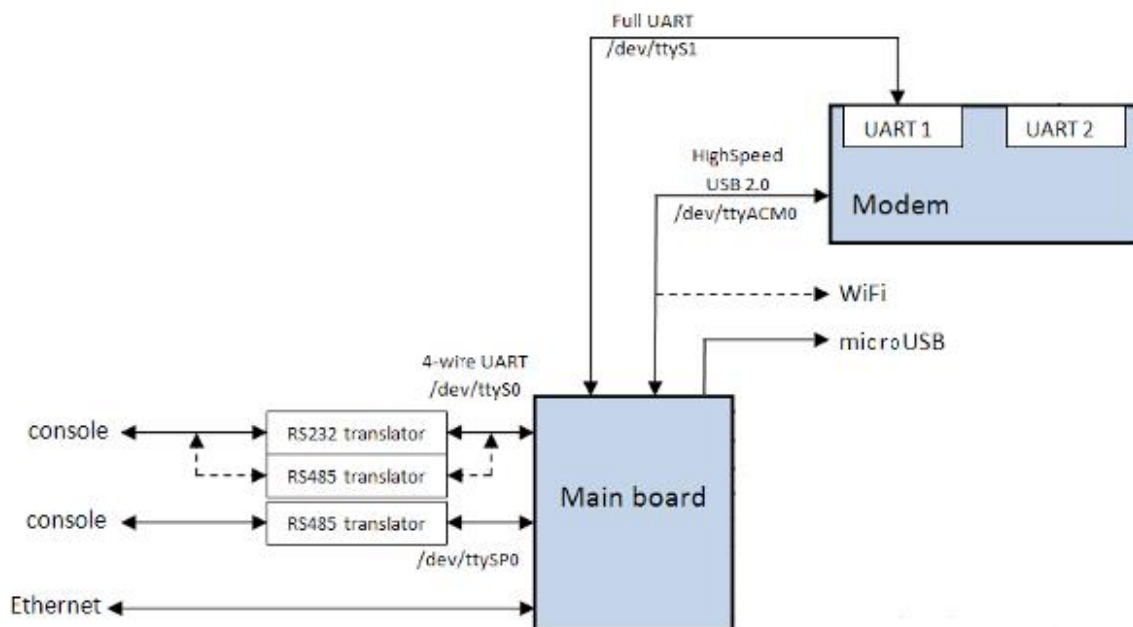 Full UART
/dev/ttyS1
UART 1
UART 2
HighSpeed
USB 2.0
/dev/ttyACM0
Modem
WiFi
microUSB
4-wire UART
/dev/ttyS0
console
RS232 translator
RS485 translator
Main board
console
RS485 translator
/dev/ttySP0
Ethernet